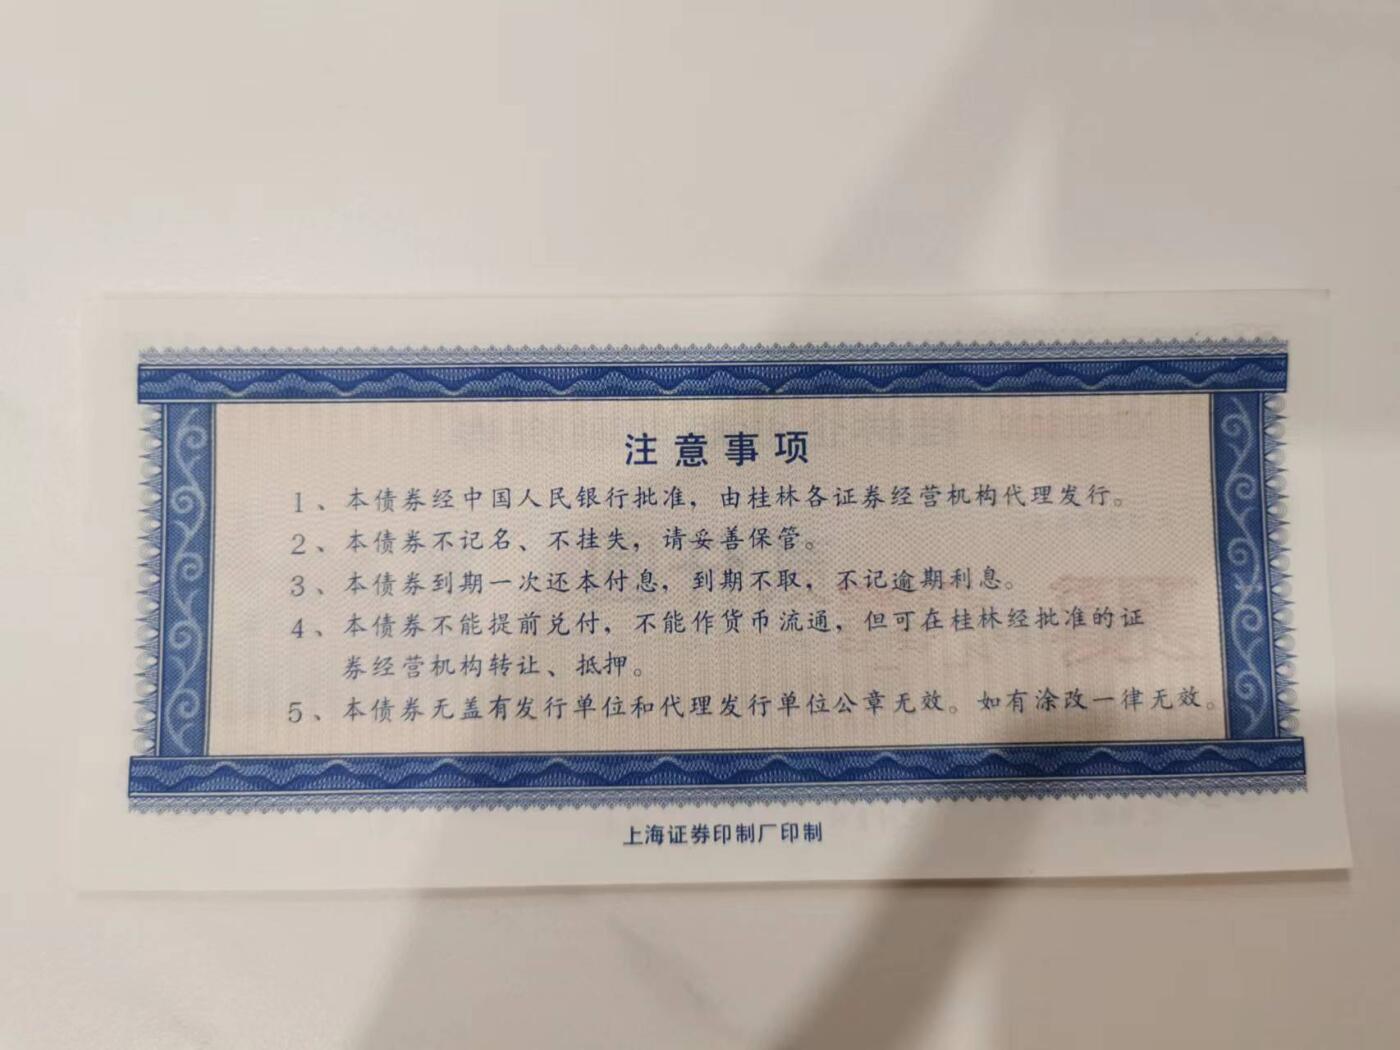 注意事项
1、本债券经中国人民银行批准，由桂林各证券经营机构代理发行。
2、本债券不记名、不挂失，请妥善保管。
3、本债券到期一次还本付息，到期不取，不记逾期利息。
4、本债券不能提前兑付，不能作货币流通，但可在桂林经批准的证
券经营机构转让、抵押。
5、本债券无盖有发行单位和代理发行单位公章无效。如有涂改一律无效。
上海证券印制厂印制